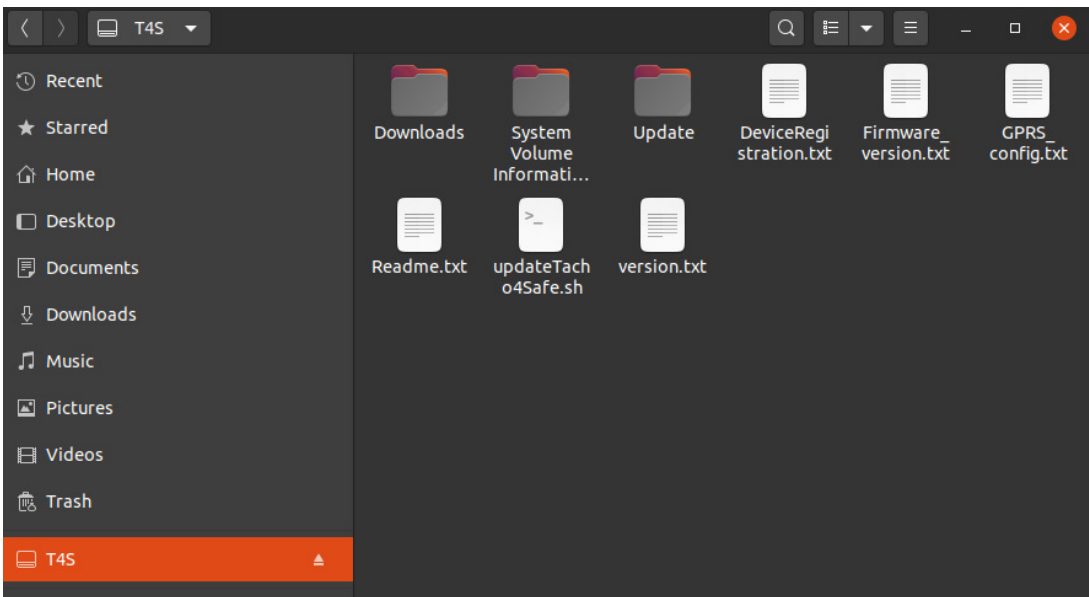 T4S
Recent
Starred
Home
Desktop
Documents
Downloads
Music
Pictures
Videos
Trash
T4S
Downloads
System
Volume
Informati...
Update
DeviceRegi
stration.txt
Firmware_
version.txt
GPRS_
config.txt
Readme.txt
>_
updateTach
o4Safe.sh
version.txt